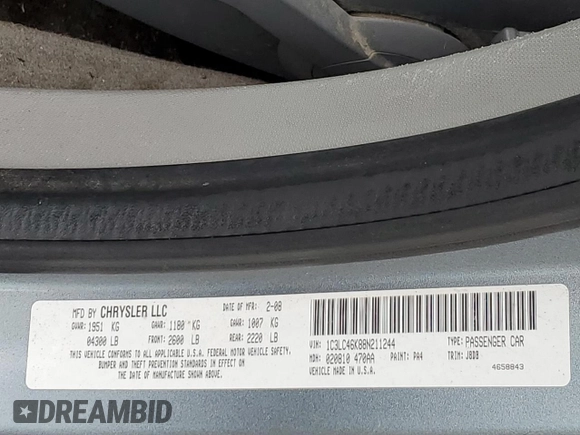 MFD BY CHRYSLER LLC DATE OF MFR: 2-08
GVWR: 1951 KG GAWR: 1180 KG GAWR: 1007 KG
04300 LB FRONT: 2600 LB REAR: 2220 LB
THIS VEHICLE CONFORMS TO ALL APPLICABLE U.S.A. FEDERAL MOTOR VEHICLE SAFETY,
BUMPER AND THEFT PREVENTION STANDARDS IN EFFECT ON
THE DATE OF MANUFACTURE SHOWN ABOVE.
1C3LC46K88N211244 TYPE: PASSENGER CAR
MDH: 020810 470AA PAINT: PA4 TRIM: J8D8
VEHICLE MADE IN U.S.A. 4658843
DREAMBID